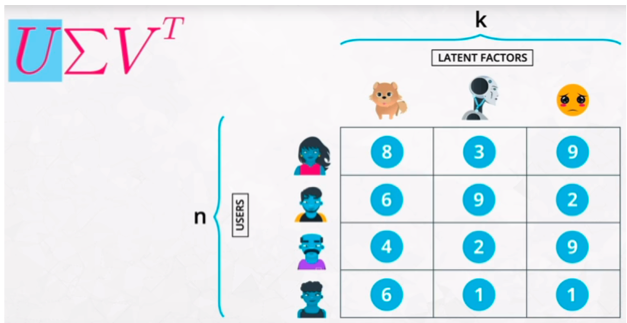 UΣV^T
k
LATENT FACTORS
8 3 9
n USERS
6 9 2
4 2 9
6 1 1